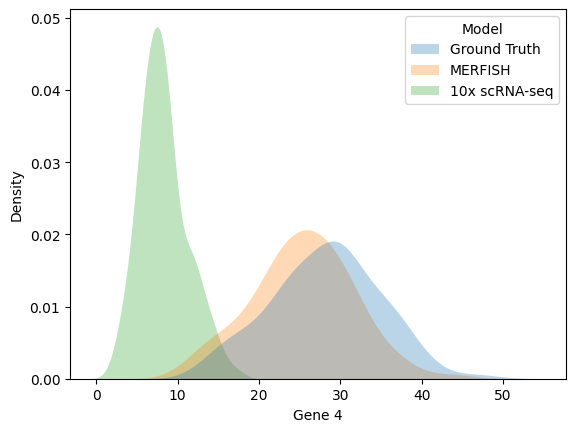 0.05
0.04
0.03
0.02
0.01
0.00
Density
Model
Ground Truth
MERFISH
10x scRNA-seq
0 10 20 30 40 50
Gene 4